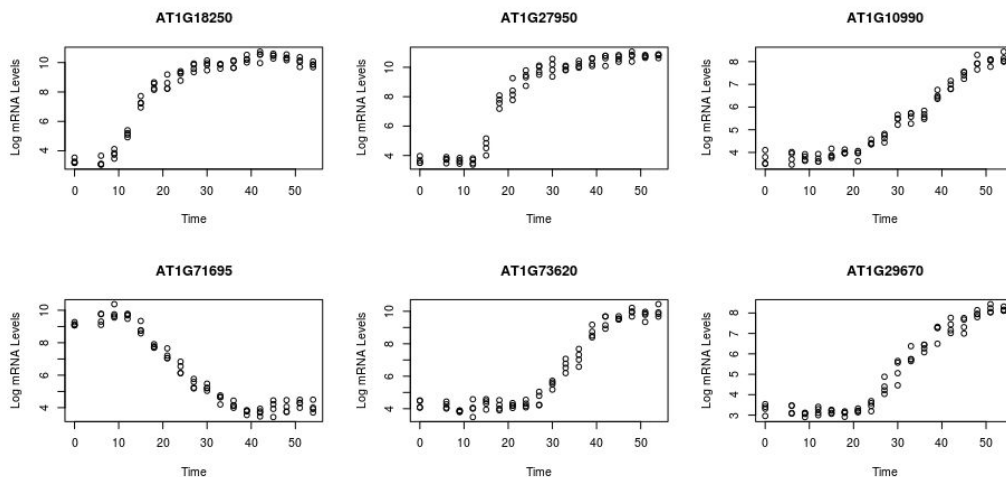 AT1G18250 AT1G27950 AT1G10990
Log mRNA Levels Log mRNA Levels Log mRNA Levels
10 10 8
8 8 7
6 6 6
5
4 4 4
0 10 20 30 40 50 0 10 20 30 40 50 0 10 20 30 40 50
Time Time Time
AT1G71695 AT1G73620 AT1G29670
Log mRNA Levels Log mRNA Levels Log mRNA Levels
10 10 8
8 8 7
6 6 6
5
4 4 4
3
0 10 20 30 40 50 0 10 20 30 40 50 0 10 20 30 40 50
Time Time Time